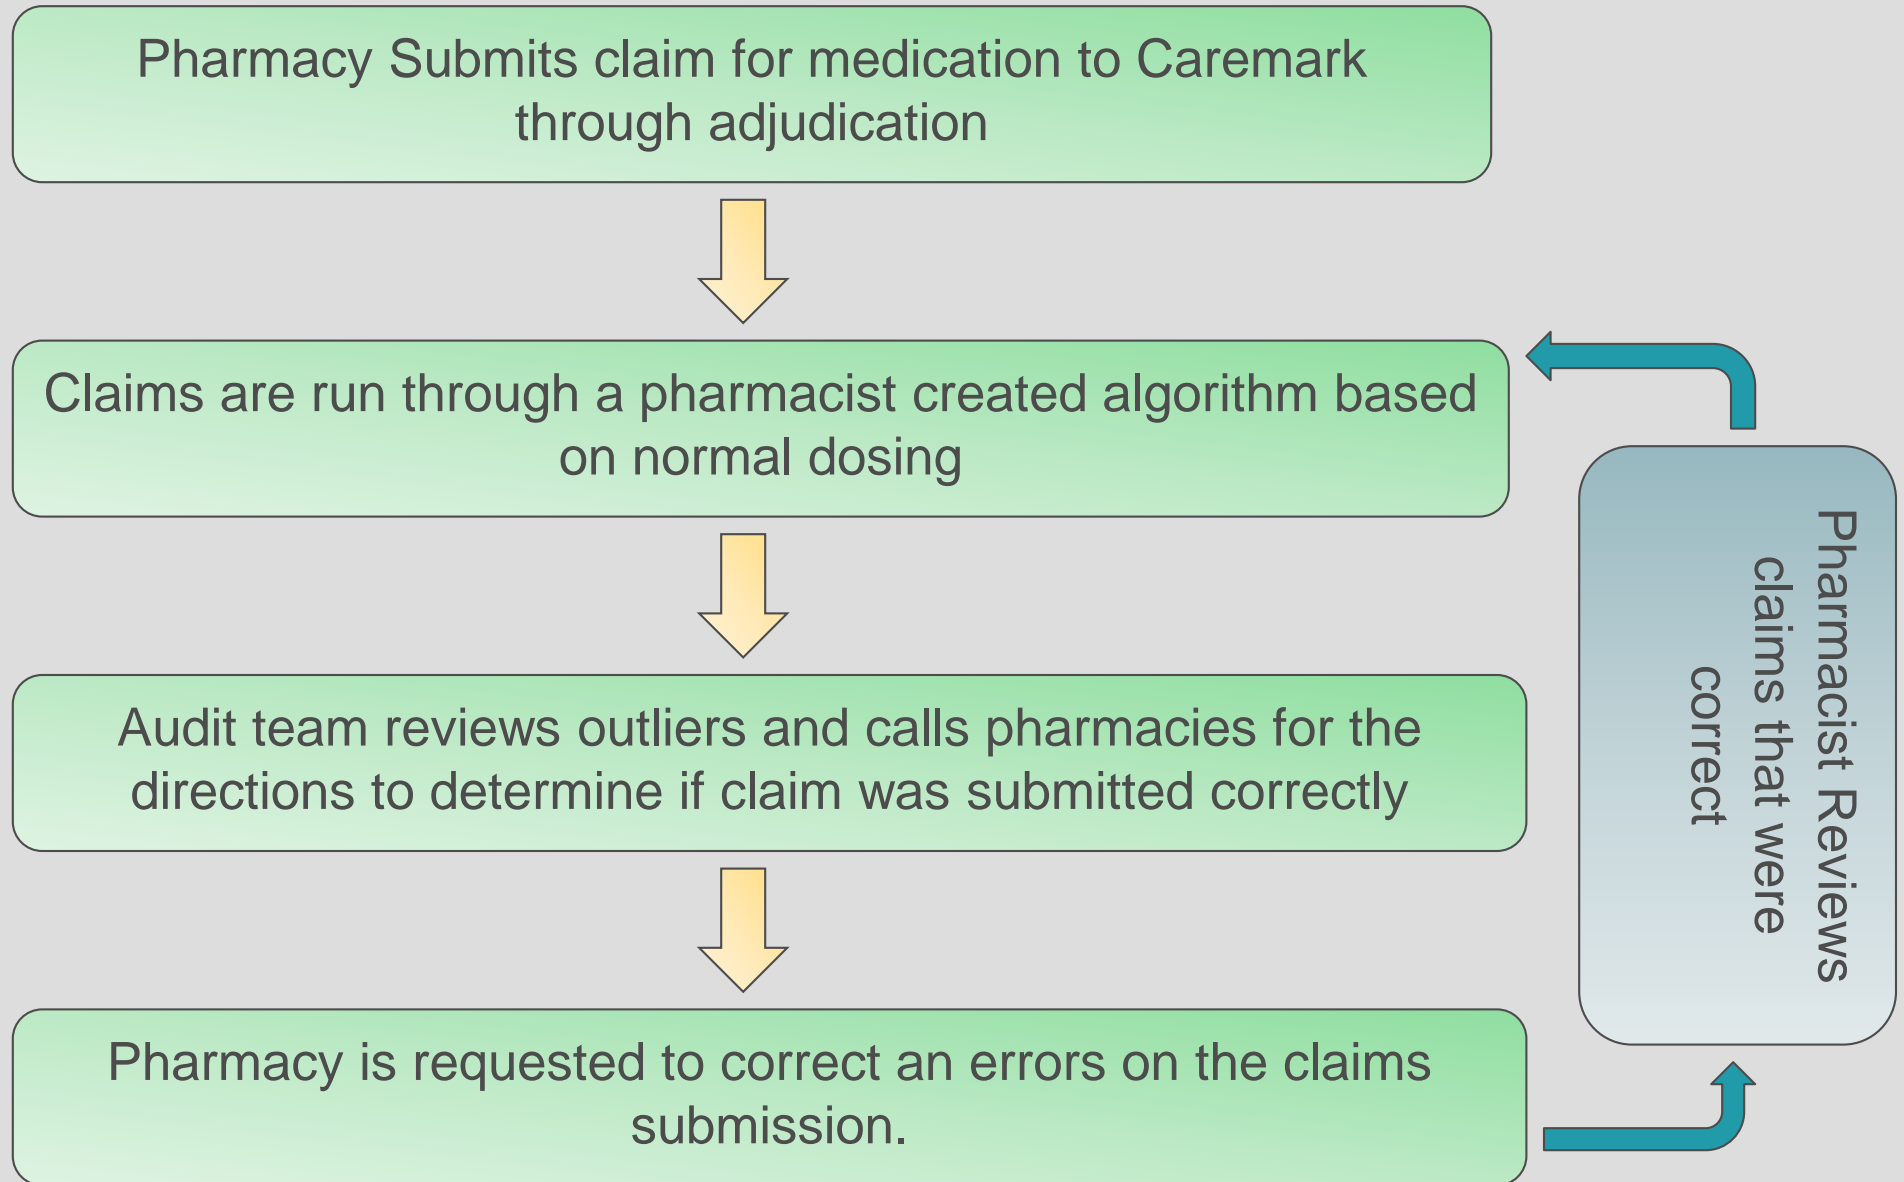 Pharmacy Submits claim for medication to Caremark
through adjudication
Claims are run through a pharmacist created algorithm based
on normal dosing
Audit team reviews outliers and calls pharmacies for the
directions to determine if claim was submitted correctly
Pharmacy is requested to correct an errors on the claims
submission.
Pharmacist Reviews
claims that were
correct